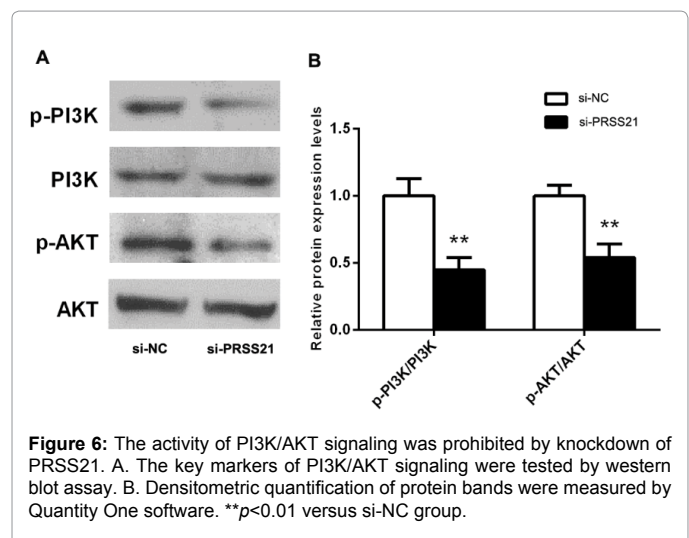 A
p-PI3K
PI3K
p-AKT
AKT
si-NC si-PRSS21
B
si-NC
si-PRSS21
Relative protein expression levels
1.5
1.0
0.5
0.0
**
**
p-PI3K/PI3K
p-AKT/AKT
Figure 6: The activity of PI3K/AKT signaling was prohibited by knockdown of
PRSS21. A. The key markers of PI3K/AKT signaling were tested by western
blot assay. B. Densitometric quantification of protein bands were measured by
Quantity One software. **p<0.01 versus si-NC group.